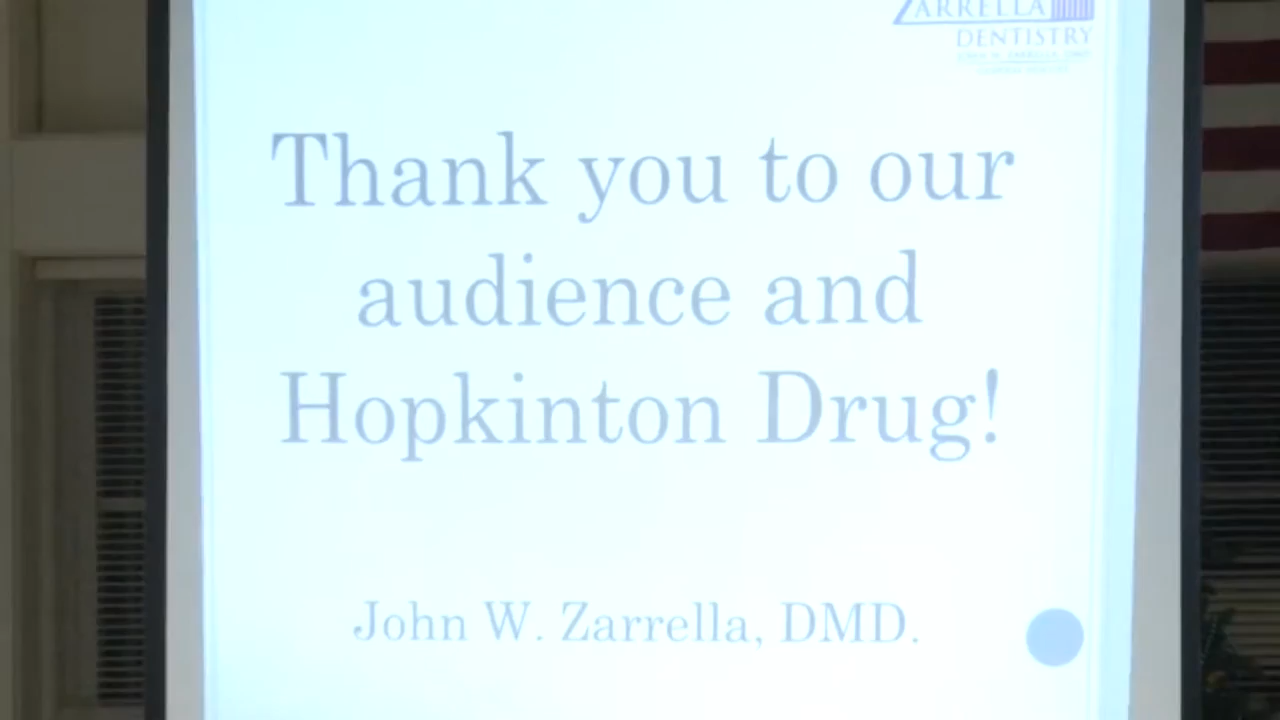 ZARRELLA
DENTISTRY
Thank you to our
audience and
Hopkinton Drug!
John W. Zarrella, DMD.